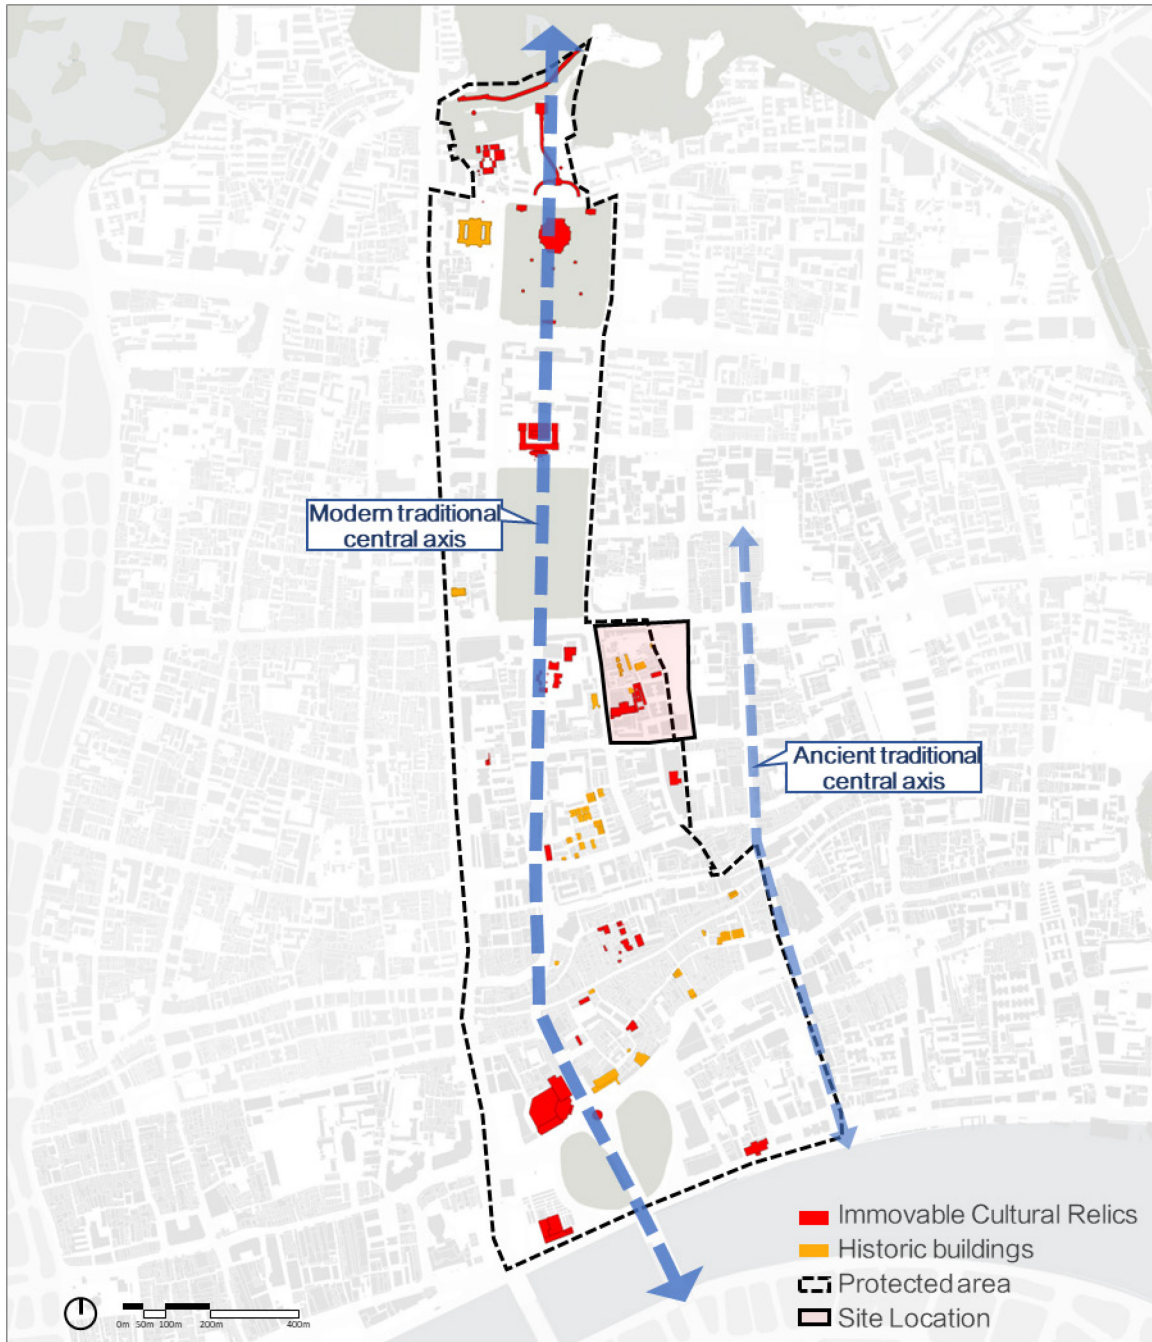 Modern traditional
central axis
Ancient traditional
central axis
Immovable Cultural Relics
Historic buildings
Protected area
Site Location
0m 50m 100m 200m 400m